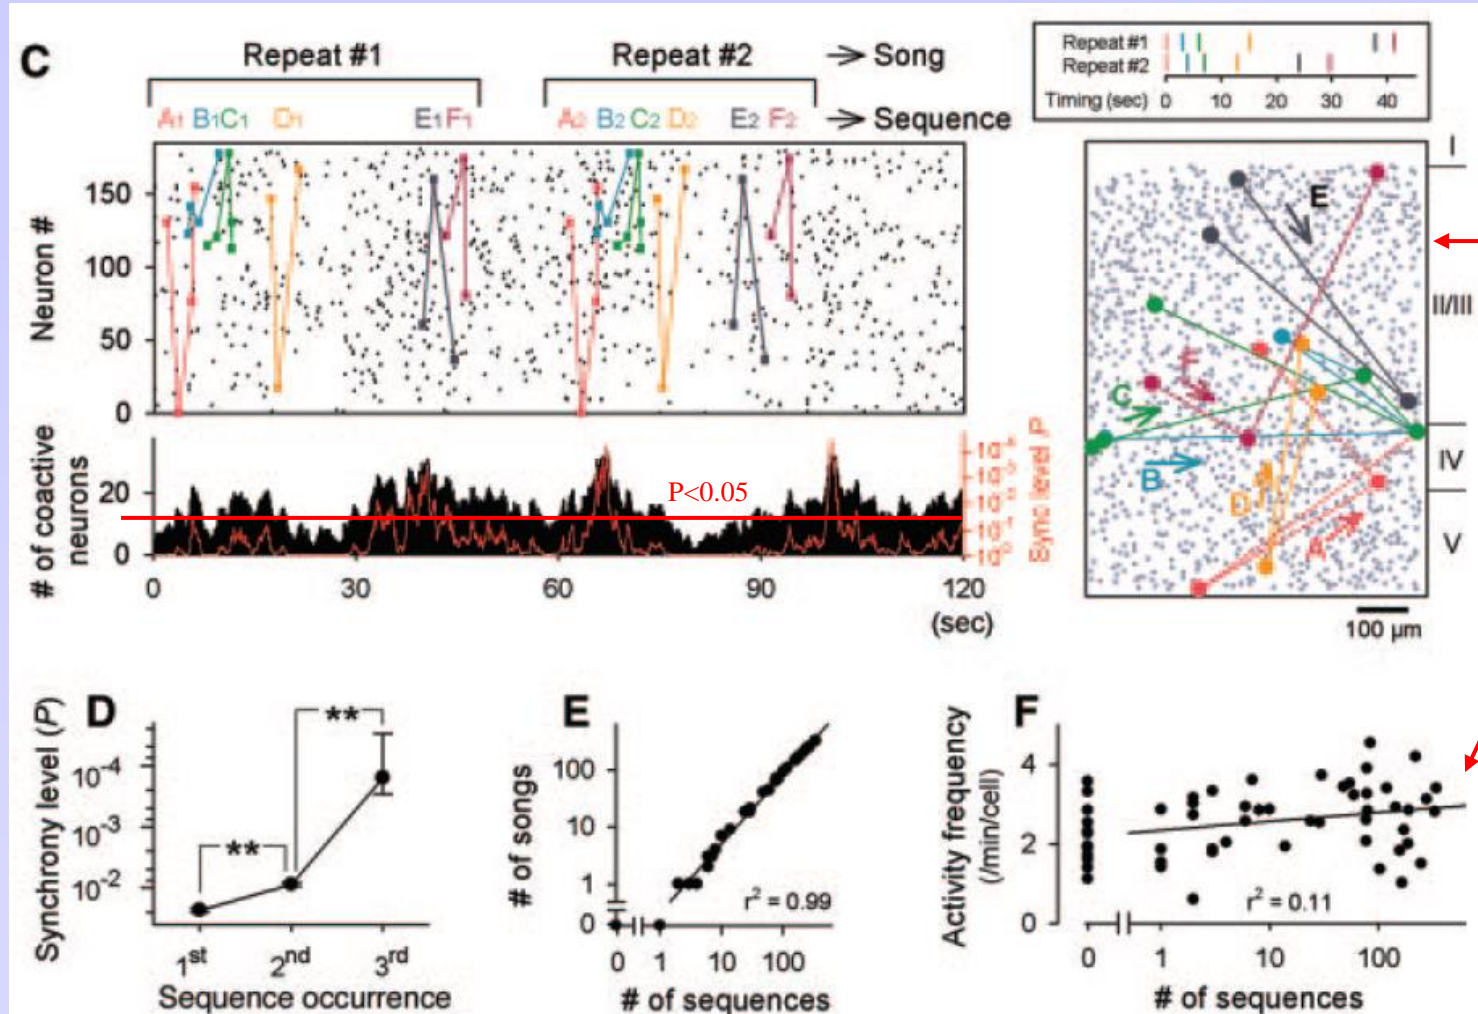 C
Repeat #1
Repeat #2
Song
A1 B1 C1 D1 E1 F1 A2 B2 C2 D2 E2 F2
Sequence
Neuron #
150
100
50
0
# of coactive
neurons
20
0
P<0.05
Sync level P
0
30
60
90
120
(sec)
Repeat #1
Repeat #2
Timing (sec) 0 10 20 30 40
I
II/III
IV
V
E
F
C
B
D
A
100 µm
D
Synchrony level (P)
10-4
10-3
10-2
**
**
1st 2nd 3rd
Sequence occurrence
E
# of songs
100
10
1
0
r2 = 0.99
0 1 10 100
# of sequences
F
Activity frequency
(/min/cell)
4
2
0
r2 = 0.11
0 1 10 100
# of sequences